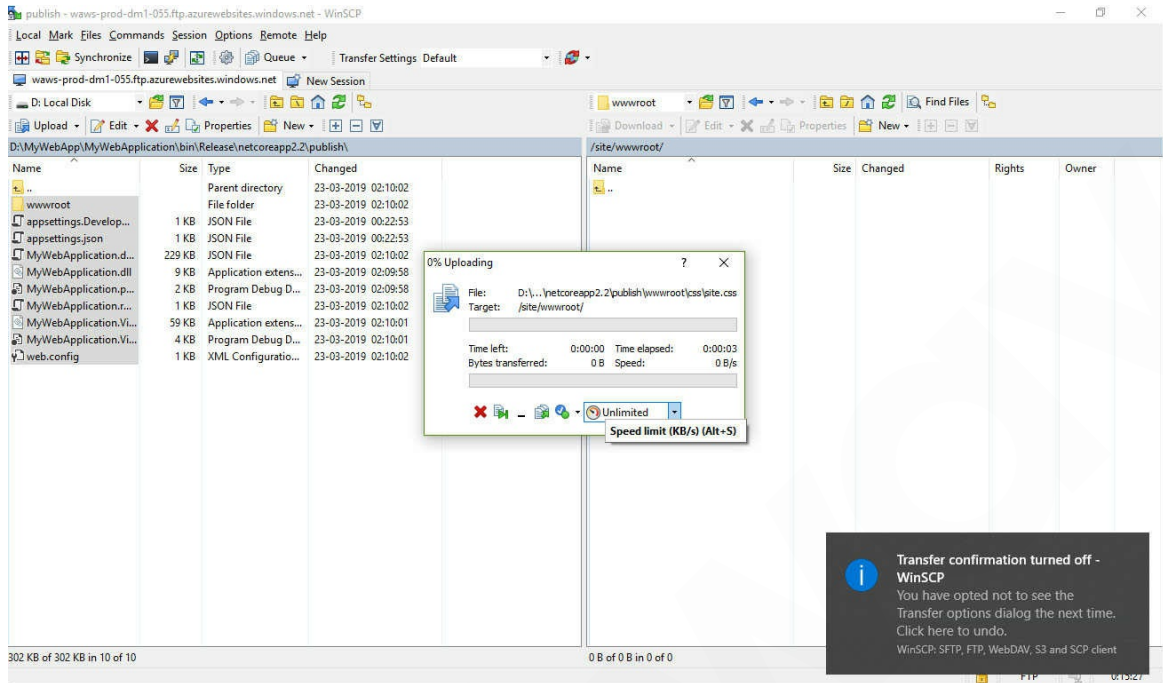 publish - waws-prod-dm1-055.ftp.azurewebsites.windows.net - WinSCP
Local Mark Files Commands Session Options Remote Help
Synchronize Queue Transfer Settings Default
waws-prod-dm1-055.ftp.azurewebsites.windows.net New Session
D: Local Disk
Upload Edit Properties New
D:\MyWebApp\MyWebApplication\bin\Release\netcoreapp2.2\publish\
Name Size Type Changed
.. Parent directory 23-03-2019 02:10:02
wwwroot File folder 23-03-2019 02:10:02
appsettings.Develop... 1 KB JSON File 23-03-2019 00:22:53
appsettings.json 1 KB JSON File 23-03-2019 00:22:53
MyWebApplication.d... 229 KB JSON File 23-03-2019 02:10:02
MyWebApplication.dll 9 KB Application extens... 23-03-2019 02:09:58
MyWebApplication.p... 2 KB Program Debug D... 23-03-2019 02:09:58
MyWebApplication.r... 1 KB JSON File 23-03-2019 02:10:02
MyWebApplication.Vi... 59 KB Application extens... 23-03-2019 02:10:01
MyWebApplication.Vi... 4 KB Program Debug D... 23-03-2019 02:10:01
web.config 1 KB XML Configuratio... 23-03-2019 02:10:02
302 KB of 302 KB in 10 of 10
wwwroot Find Files
Download Edit Properties New
/site/wwwroot/
Name Size Changed Rights Owner
..
0 B of 0 B in 0 of 0
0% Uploading ?
File: D:\...\netcoreapp2.2\publish\wwwroot\css\site.css
Target: /site/wwwroot/
Time left: 0:00:00 Time elapsed: 0:00:03
Bytes transferred: 0 B Speed: 0 B/s
Unlimited
Speed limit (KB/s) (Alt+S)
Transfer confirmation turned off -
WinSCP
You have opted not to see the
Transfer options dialog the next time.
Click here to undo.
WinSCP: SFTP, FTP, WebDAV, S3 and SCP client
FTP 0:15:27